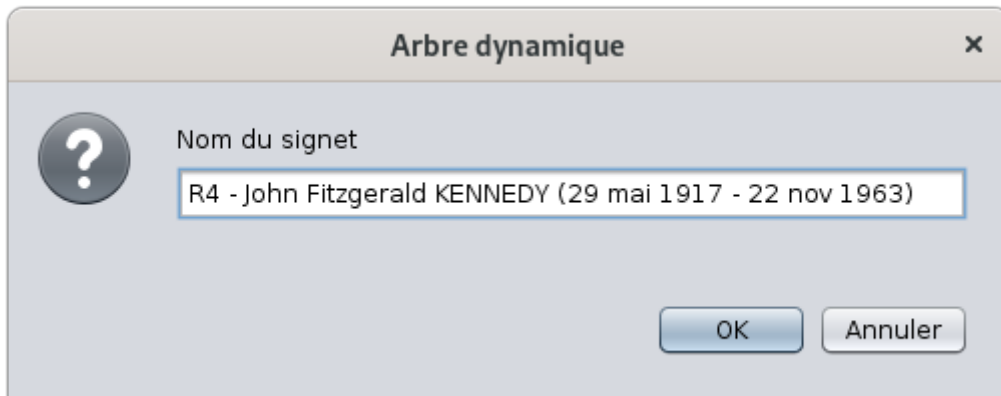 Arbre dynamique
Nom du signet
R4 - John Fitzgerald KENNEDY (29 mai 1917 - 22 nov 1963)
OK Annuler